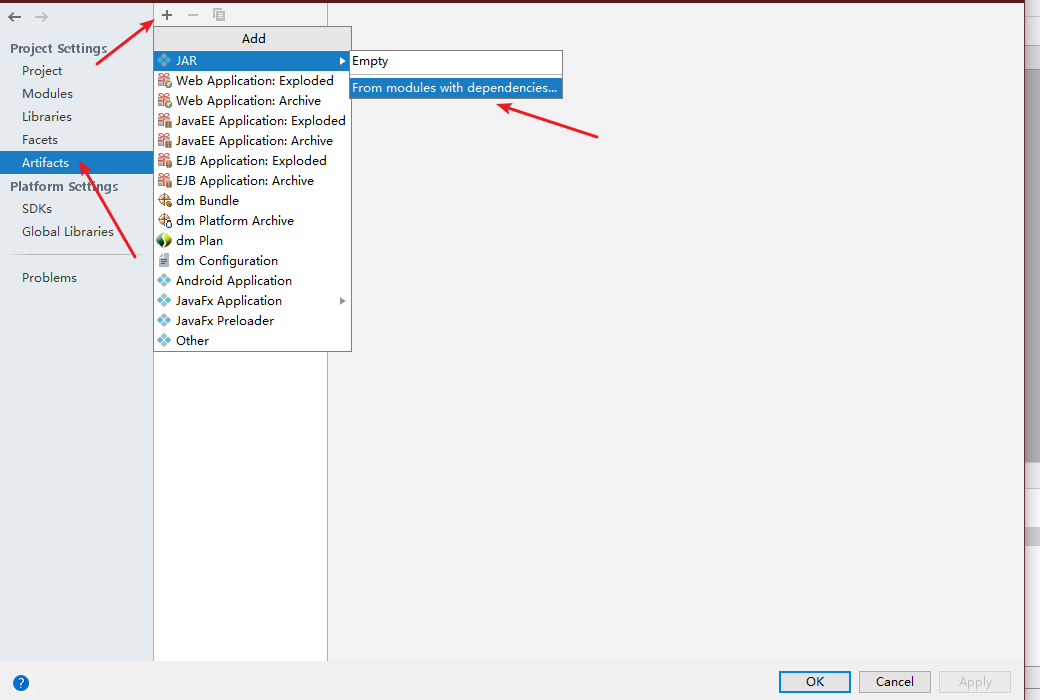 Project Settings
Project
Modules
Libraries
Facets
Artifacts
Platform Settings
SDKs
Global Libraries
Problems
Add
JAR
Web Application: Exploded
Web Application: Archive
JavaEE Application: Exploded
JavaEE Application: Archive
EJB Application: Exploded
EJB Application: Archive
dm Bundle
dm Platform Archive
dm Plan
dm Configuration
Android Application
JavaFx Application
JavaFx Preloader
Other
Empty
From modules with dependencies...
?
OK
Cancel
Apply